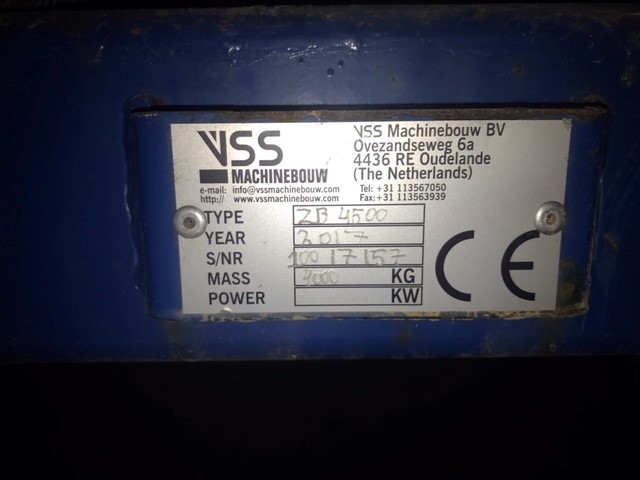 VSS
MACHINEBOUW
e-mail: info@vssmachinebouw.com
http:// www.vssmachinebouw.com
VSS Machinebouw BV
Ovezandseweg 6a
4436 RE Oudelande
(The Netherlands)
Tel: +31 113567050
Fax:+31 113563939
TYPE ZB 4500
YEAR 2017
S/NR 10017157
MASS 4000 KG
POWER KW
CE